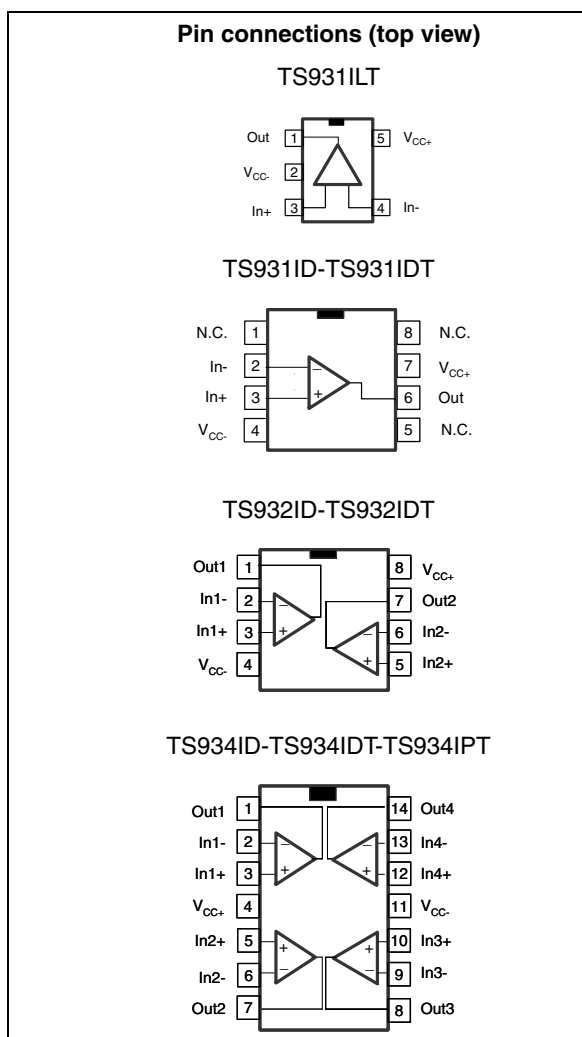 Pin connections (top view)
TS931ILT
Out 1 5 VCC+
VCC- 2
In+ 3 4 In-
TS931ID-TS931IDT
N.C. 1 8 N.C.
In- 2 − 7 VCC+
In+ 3 + 6 Out
VCC- 4 5 N.C.
TS932ID-TS932IDT
Out1 1 8 VCC+
In1- 2 − 7 Out2
In1+ 3 + − 6 In2-
VCC- 4 + 5 In2+
TS934ID-TS934IDT-TS934IPT
Out1 1 14 Out4
In1- 2 − − 13 In4-
In1+ 3 + + 12 In4+
VCC+ 4 11 VCC-
In2+ 5 + + 10 In3+
In2- 6 − − 9 In3-
Out2 7 8 Out3